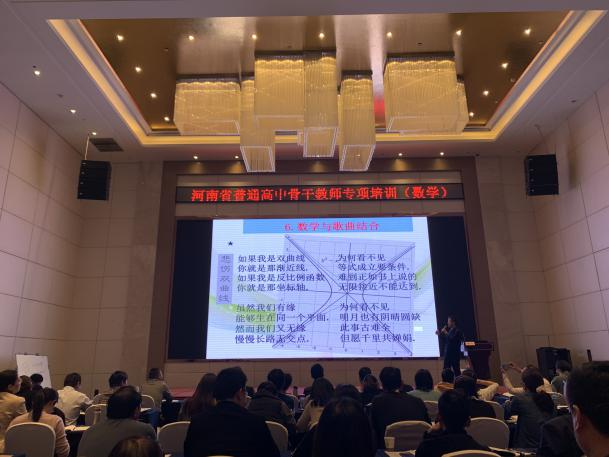 河南省普通高中骨干教师专项培训（数学）
6. 数学与歌曲结合
★
悲伤双曲线
如果我是双曲线
你就是那渐近线.
如果我是反比例函数
你就是那坐标轴.
虽然我们有缘
能够生在同一个平面.
然而我们又无缘
慢慢长路无交点.
为何看不见
等式成立要条件.
难到正如书上说的
无限接近不能达到.
为何看不见
明月也有阴晴圆缺
此事古难全
但愿千里共婵娟.